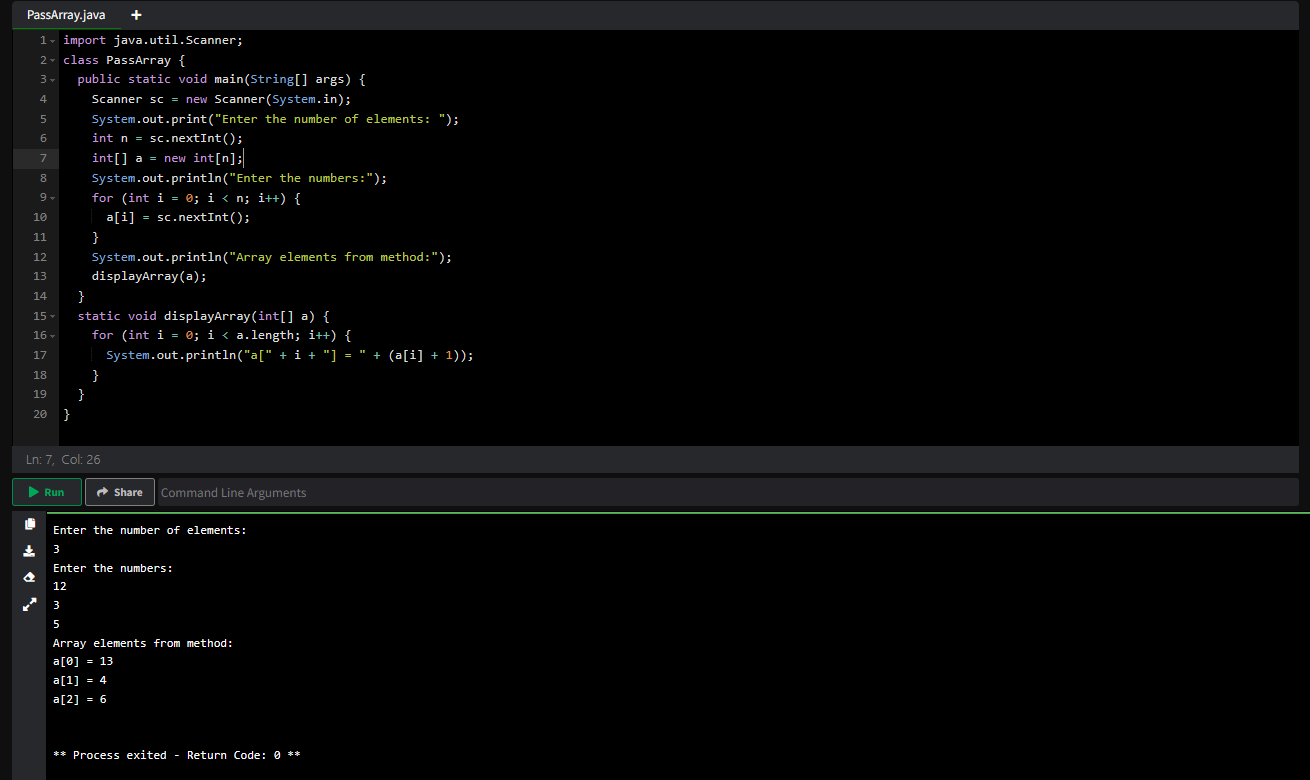 PassArray.java +
1 import java.util.Scanner;
2 class PassArray {
3   public static void main(String[] args) {
4     Scanner sc = new Scanner(System.in);
5     System.out.print("Enter the number of elements: ");
6     int n = sc.nextInt();
7     int[] a = new int[n];
8     System.out.println("Enter the numbers:");
9     for (int i = 0; i < n; i++) {
10       a[i] = sc.nextInt();
11     }
12     System.out.println("Array elements from method:");
13     displayArray(a);
14   }
15   static void displayArray(int[] a) {
16     for (int i = 0; i < a.length; i++) {
17       System.out.println("a[" + i + "] = " + (a[i] + 1));
18     }
19   }
20 }
Ln: 7, Col: 26
Run Share Command Line Arguments
Enter the number of elements:
3
Enter the numbers:
12
3
5
Array elements from method:
a[0] = 13
a[1] = 4
a[2] = 6
** Process exited - Return Code: 0 **